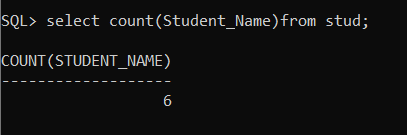 SQL> select count(Student_Name)from stud;
COUNT(STUDENT_NAME)
-------------------
6